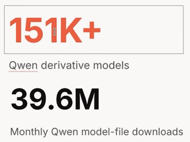 151K+
Qwen derivative models
39.6M
Monthly Qwen model-file downloads